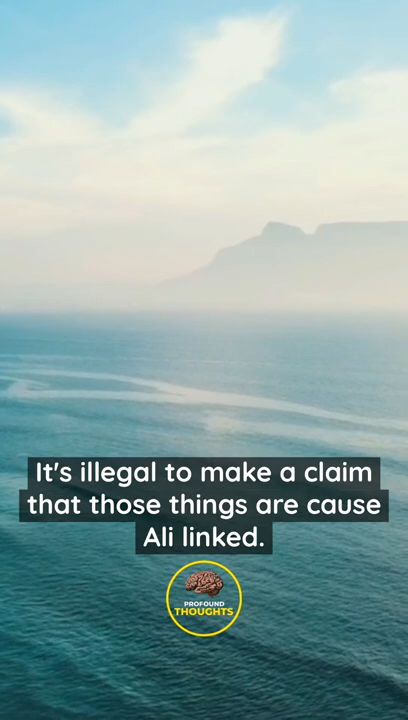 It's illegal to make a claim
that those things are cause
Ali linked.
PROFOUND
THOUGHTS